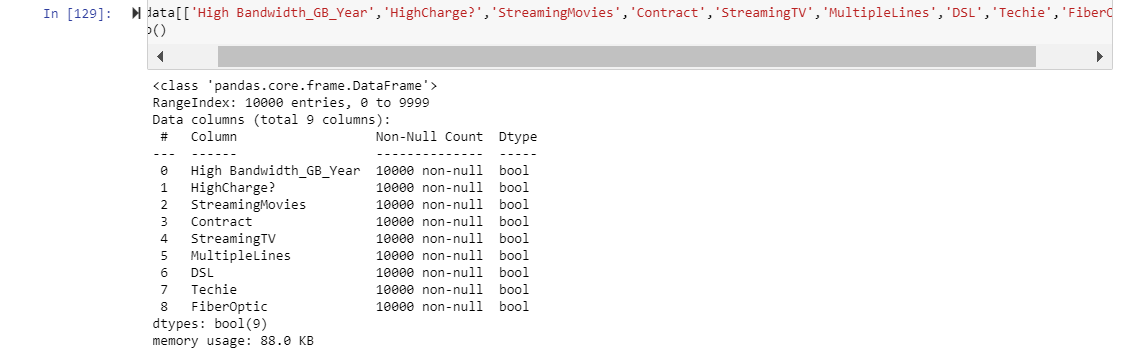 In [129]:
data[['High Bandwidth_GB_Year','HighCharge?','StreamingMovies','Contract','StreamingTV','MultipleLines','DSL','Techie','FiberO
()
<class 'pandas.core.frame.DataFrame'>
RangeIndex: 10000 entries, 0 to 9999
Data columns (total 9 columns):
 #   Column                  Non-Null Count  Dtype
---  ------                  --------------  -----
 0   High Bandwidth_GB_Year  10000 non-null  bool
 1   HighCharge?             10000 non-null  bool
 2   StreamingMovies         10000 non-null  bool
 3   Contract                10000 non-null  bool
 4   StreamingTV             10000 non-null  bool
 5   MultipleLines           10000 non-null  bool
 6   DSL                     10000 non-null  bool
 7   Techie                  10000 non-null  bool
 8   FiberOptic              10000 non-null  bool
dtypes: bool(9)
memory usage: 88.0 KB